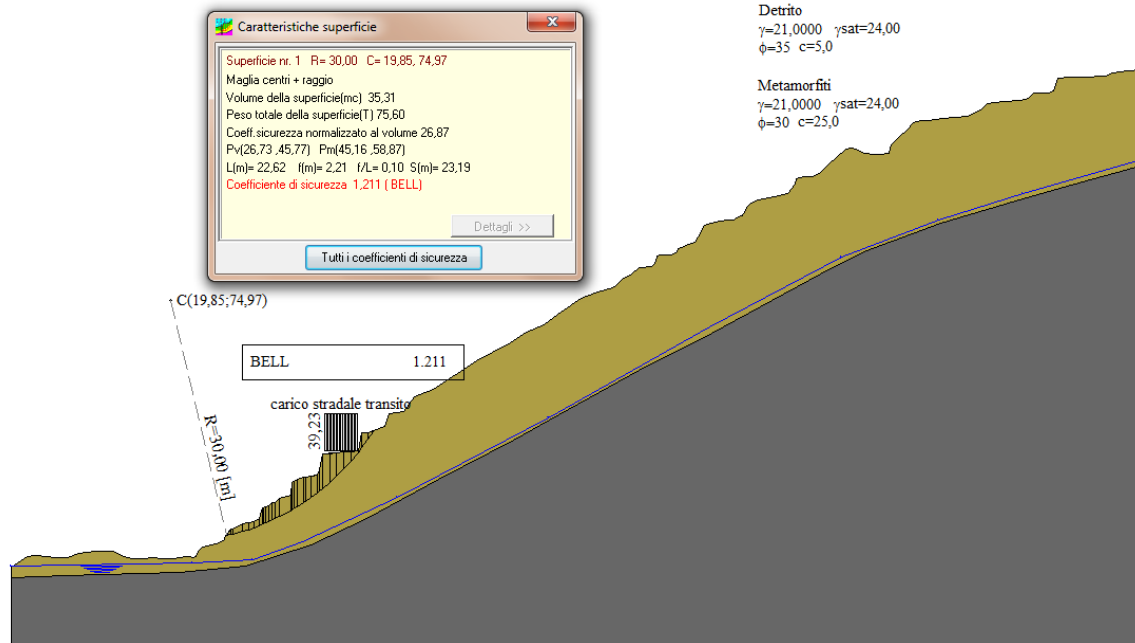 Caratteristiche superficie
Superficie nr. 1 R= 30,00 C= 19,85, 74,97
Maglia centri + raggio
Volume della superficie(mc) 35,31
Peso totale della superficie(T) 75,60
Coeff.sicurezza normalizzato al volume 26,87
Pv(26,73 ,45,77) Pm(45,16 ,58,87)
L(m)= 22,62 f(m)= 2,21 f/L= 0,10 S(m)= 23,19
Coefficiente di sicurezza 1,211 ( BELL)
Dettagli >>
Tutti i coefficienti di sicurezza
Detrito
γ=21,0000 γsat=24,00
ϕ=35 c=5,0
Metamorfiti
γ=21,0000 γsat=24,00
ϕ=30 c=25,0
C(19,85;74,97)
BELL 1.211
carico stradale transito
39,23
R=30,00 [m]